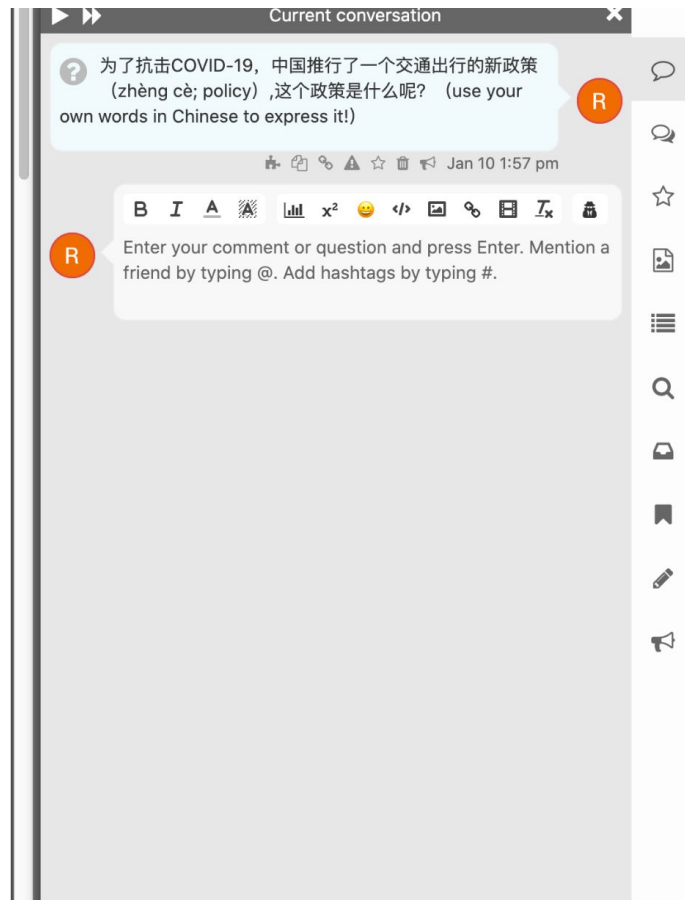 Current conversation
为了抗击COVID-19，中国推行了一个交通出行的新政策
（zhèng cè; policy）,这个政策是什么呢？（use your
own words in Chinese to express it!)
R
Jan 10 1:57 pm
B I A A x² </> Tx
R
Enter your comment or question and press Enter. Mention a
friend by typing @. Add hashtags by typing #.